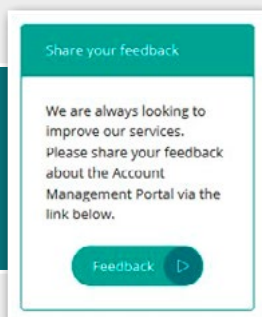 Share your feedback
We are always looking to
improve our services.
Please share your feedback
about the Account
Management Portal via the
link below.
Feedback